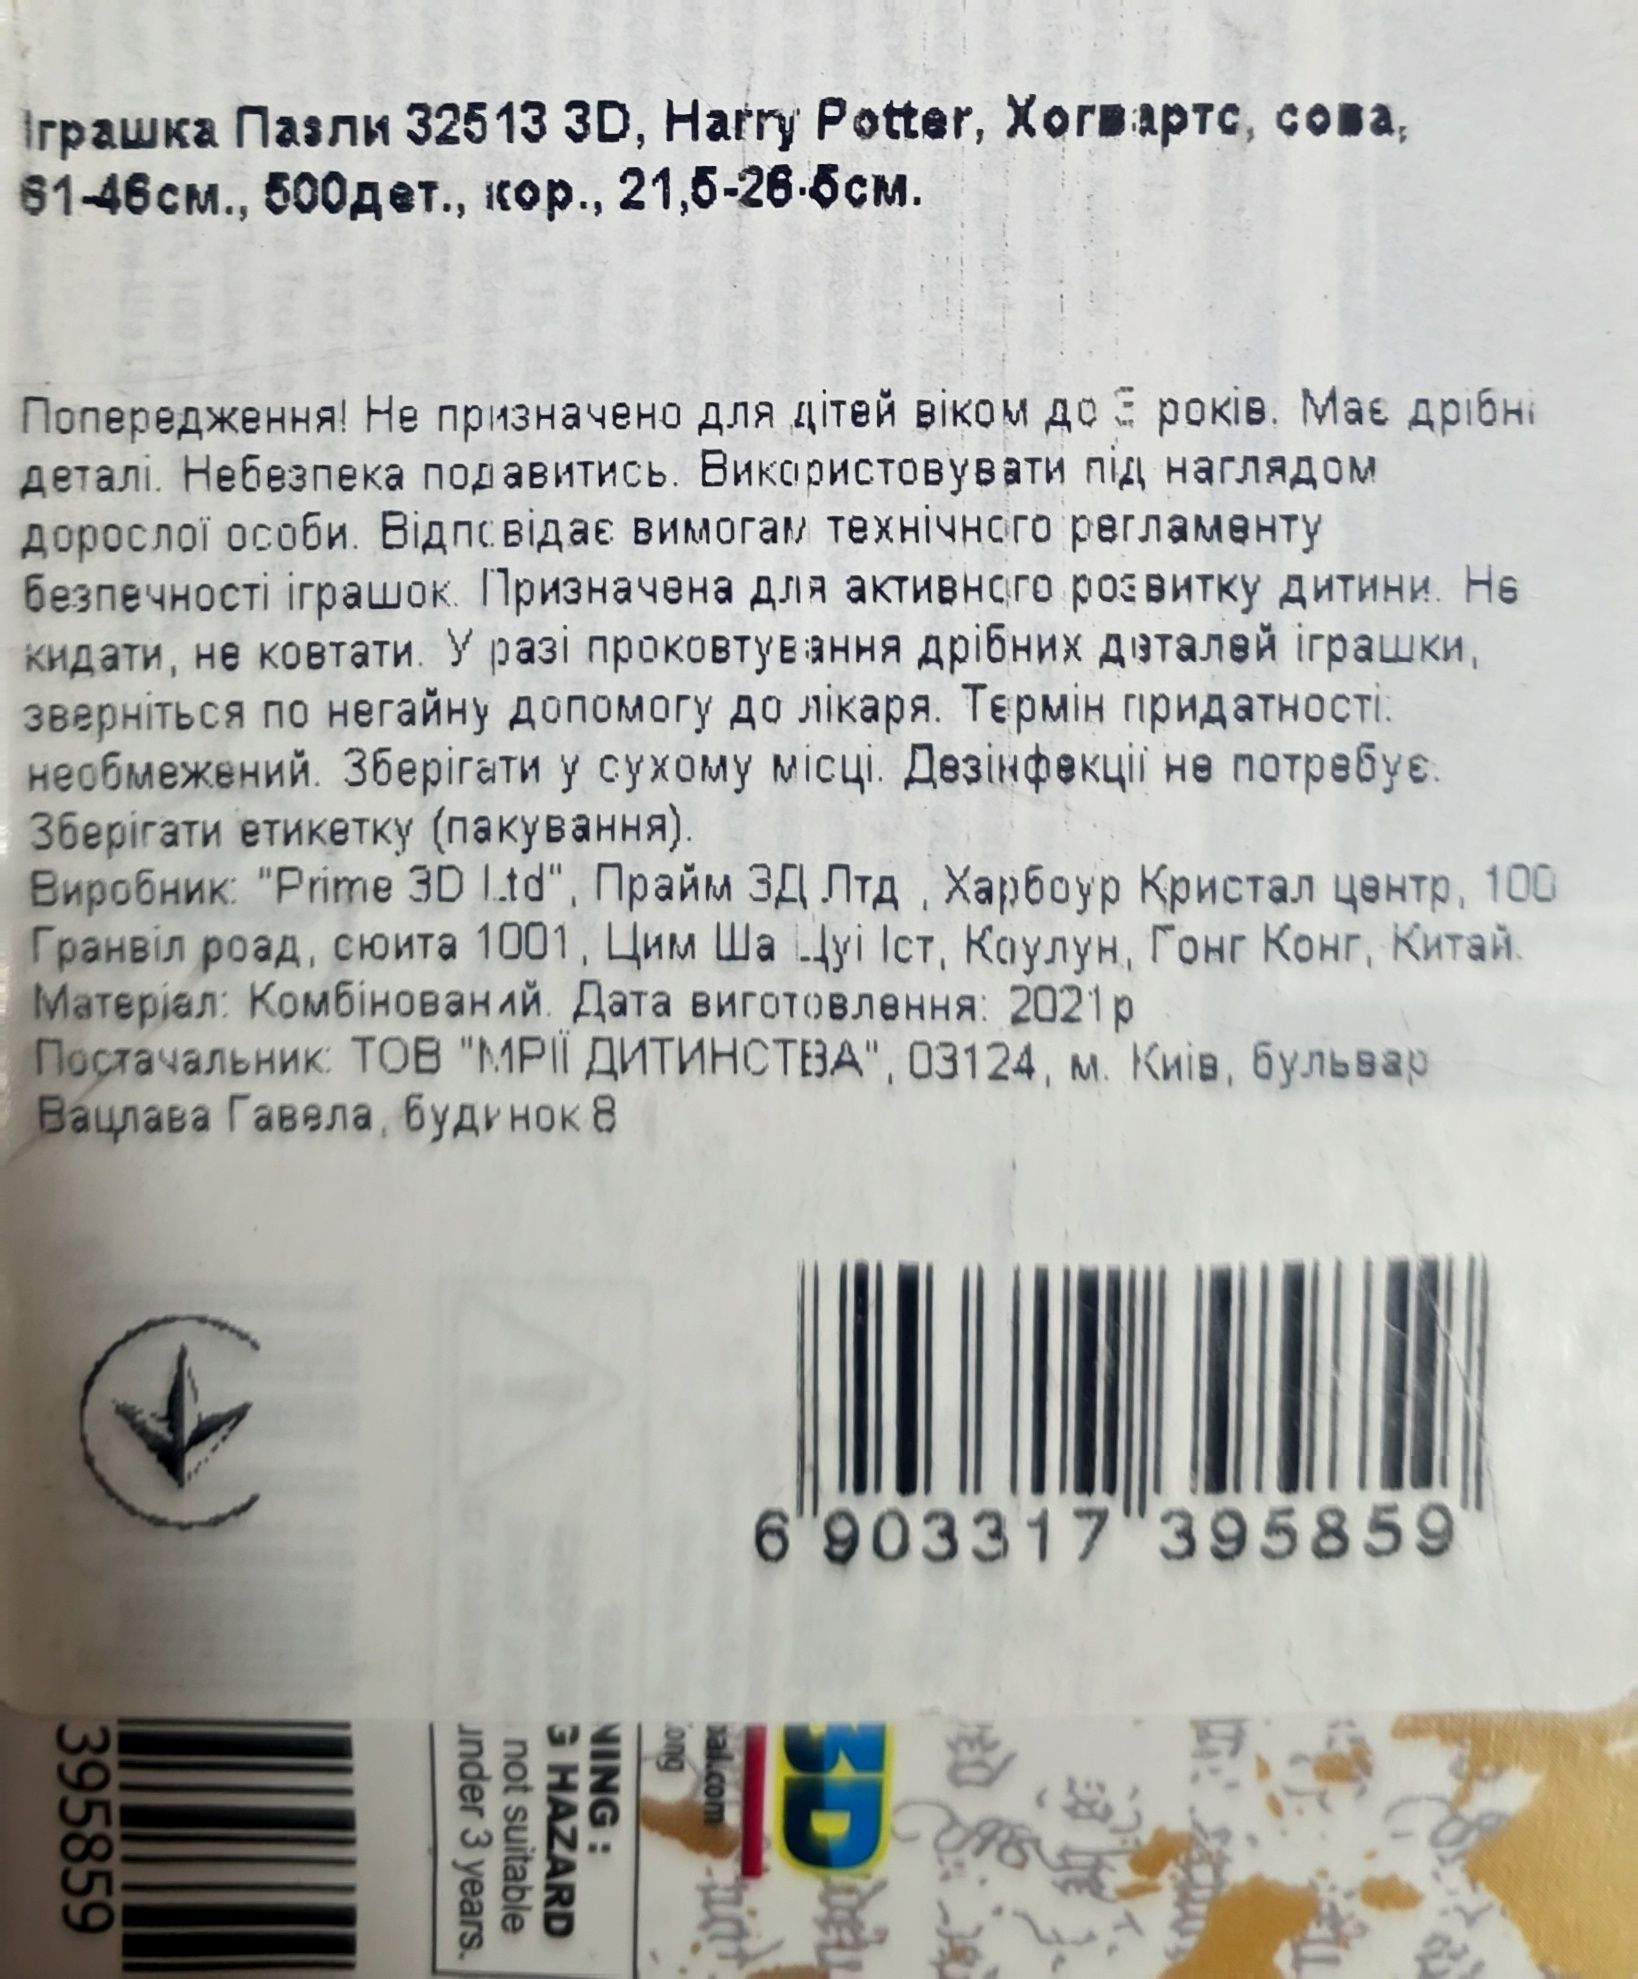 Іграшка Пазли 32513 3D, Harry Potter, Хогвартс, сова,
61-46см., 500дет., кор., 21,5-26·5см.
Попередження! Не призначено для дітей віком до 3 років. Має дрібні
деталі. Небезпека подавитись. Використовувати під наглядом
дорослої особи. Відповідає вимогам технічного регламенту
безпечності іграшок. Призначена для активного розвитку дитини. Не
кидати, не ковтати. У разі проковтування дрібних деталей іграшки,
зверніться по негайну допомогу до лікаря. Термін придатності:
необмежений. Зберігати у сухому місці. Дезінфекції не потребує.
Зберігати етикетку (пакування).
Виробник: "Prime 3D Ltd", Прайм 3Д Лтд , Харбоур Кристал центр, 100
Гранвіл роад, сюита 1001, Цим Ша Цуі Іст, Коулун, Гонг Конг, Китай.
Матеріал: Комбінований. Дата виготовлення: 2021р
Постачальник: ТОВ "МРІЇ ДИТИНСТВА", 03124, м. Київ, бульвар
Вацлава Гавела, будинок 8
6 903317 395859
395859
NING:
G HAZARD
not suitable
under 3 years.
ong
sal.com
3D